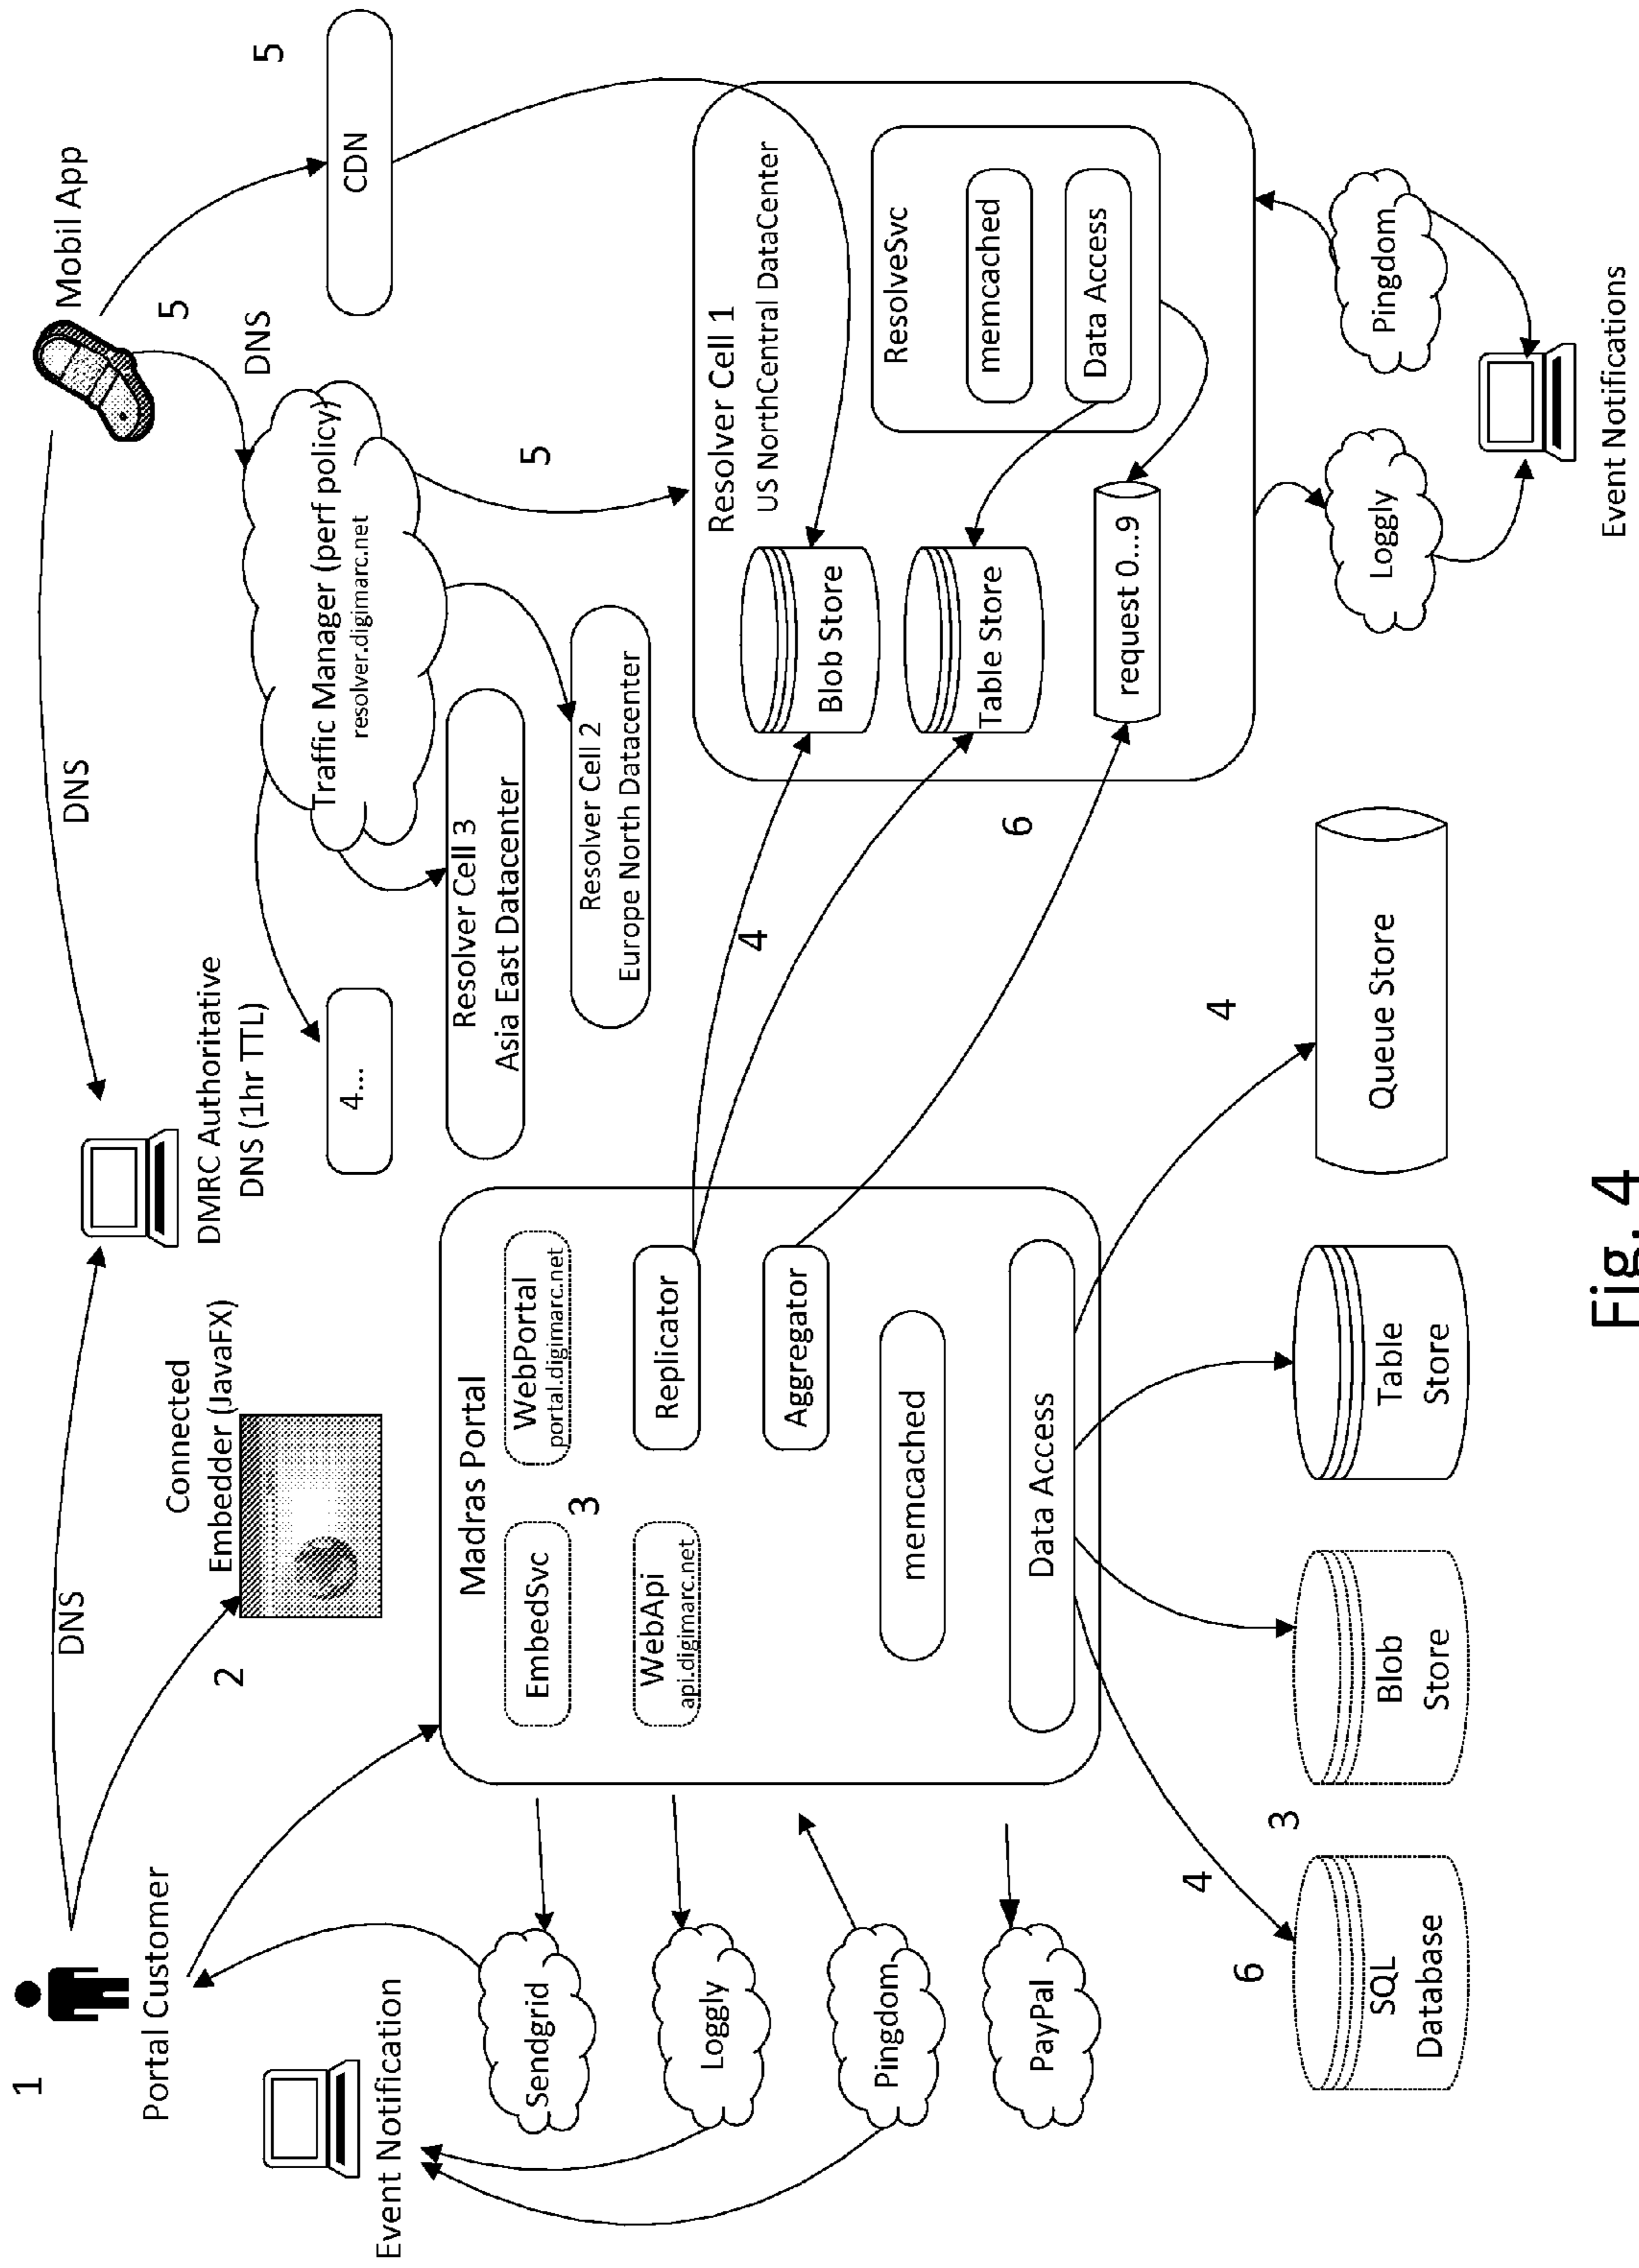 1
Portal Customer
DNS
2
Connected
Embedder (JavaFX)
DMRC Authoritative
DNS (1hr TTL)
DNS
Mobil App
5
DNS
5
CDN
Traffic Manager (perf policy)
resolver.digimarc.net
5
4...
Resolver Cell 3
Asia East Datacenter
Resolver Cell 2
Europe North Datacenter
Event Notification
Sendgrid
Loggly
Pingdom
PayPal
Madras Portal
EmbedSvc
WebPortal
portal.digimarc.net
3
WebApi
api.digimarc.net
Replicator
Aggregator
memcached
Data Access
4
6
Resolver Cell 1
US NorthCentral DataCenter
Blob Store
Table Store
request 0...9
ResolveSvc
memcached
Data Access
Loggly
Pingdom
Event Notifications
6
4
3
4
SQL
Database
Blob
Store
Table
Store
Queue Store
Fig. 4